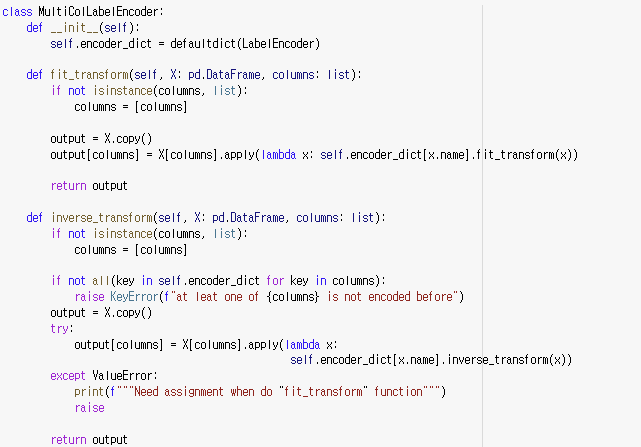 class MultiColLabelEncoder:
    def __init__(self):
        self.encoder_dict = defaultdict(LabelEncoder)

    def fit_transform(self, X: pd.DataFrame, columns: list):
        if not isinstance(columns, list):
            columns = [columns]

        output = X.copy()
        output[columns] = X[columns].apply(lambda x: self.encoder_dict[x.name].fit_transform(x))

        return output

    def inverse_transform(self, X: pd.DataFrame, columns: list):
        if not isinstance(columns, list):
            columns = [columns]

        if not all(key in self.encoder_dict for key in columns):
            raise KeyError(f"at leat one of {columns} is not encoded before")
        output = X.copy()
        try:
            output[columns] = X[columns].apply(lambda x:
                                               self.encoder_dict[x.name].inverse_transform(x))
        except ValueError:
            print(f"""Need assignment when do "fit_transform" function""")
            raise

        return output